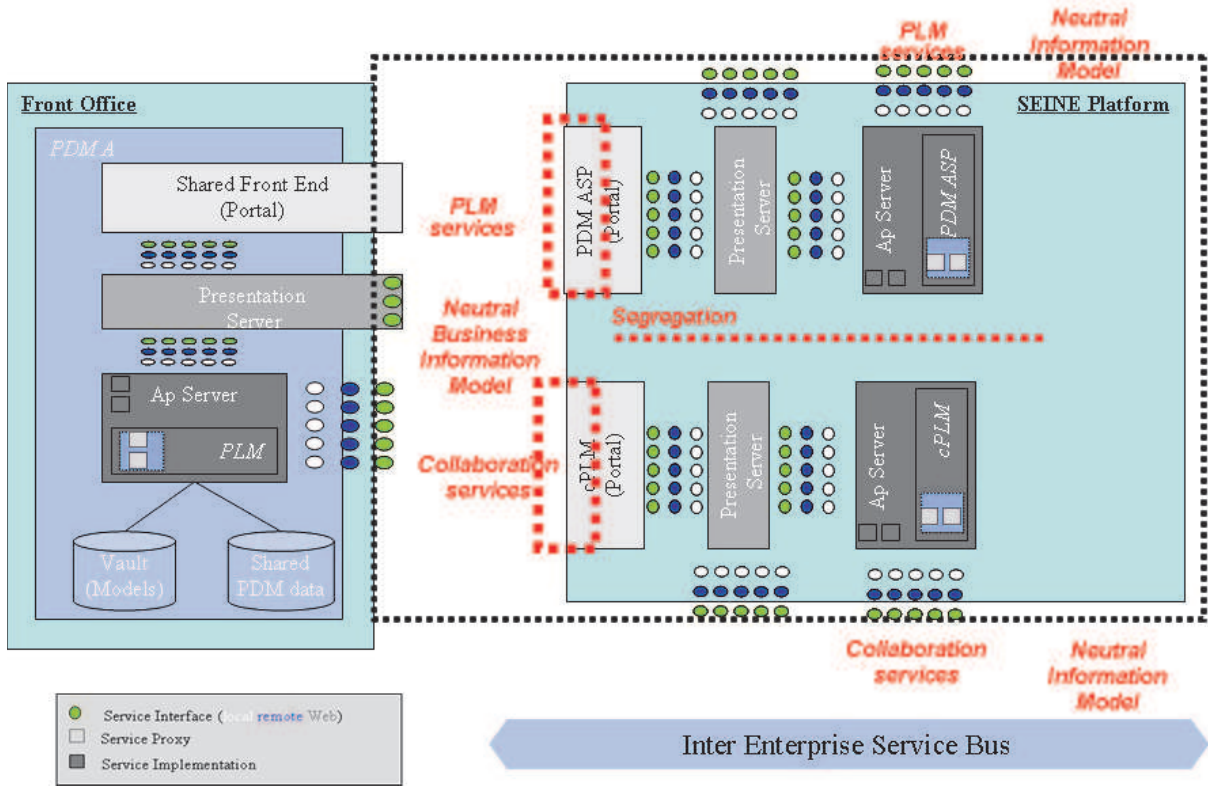 PLM
services
Neutral
Information
Model
Front Office
SEINE Platform
PDM A
Shared Front End
(Portal)
PLM
services
PDM ASP
(Portal)
Presentation
Server
Ap Server
PDM ASP
Presentation
Server
Neutral
Business
Information
Model
Segregation
Ap Server
PLM
Collaboration
services
cPLM
(Portal)
Presentation
Server
Ap Server
cPLM
Vault
(Models)
Shared
PDM data
Collaboration
services
Neutral
Information
Model
Service Interface (local remote Web)
Service Proxy
Service Implementation
Inter Enterprise Service Bus